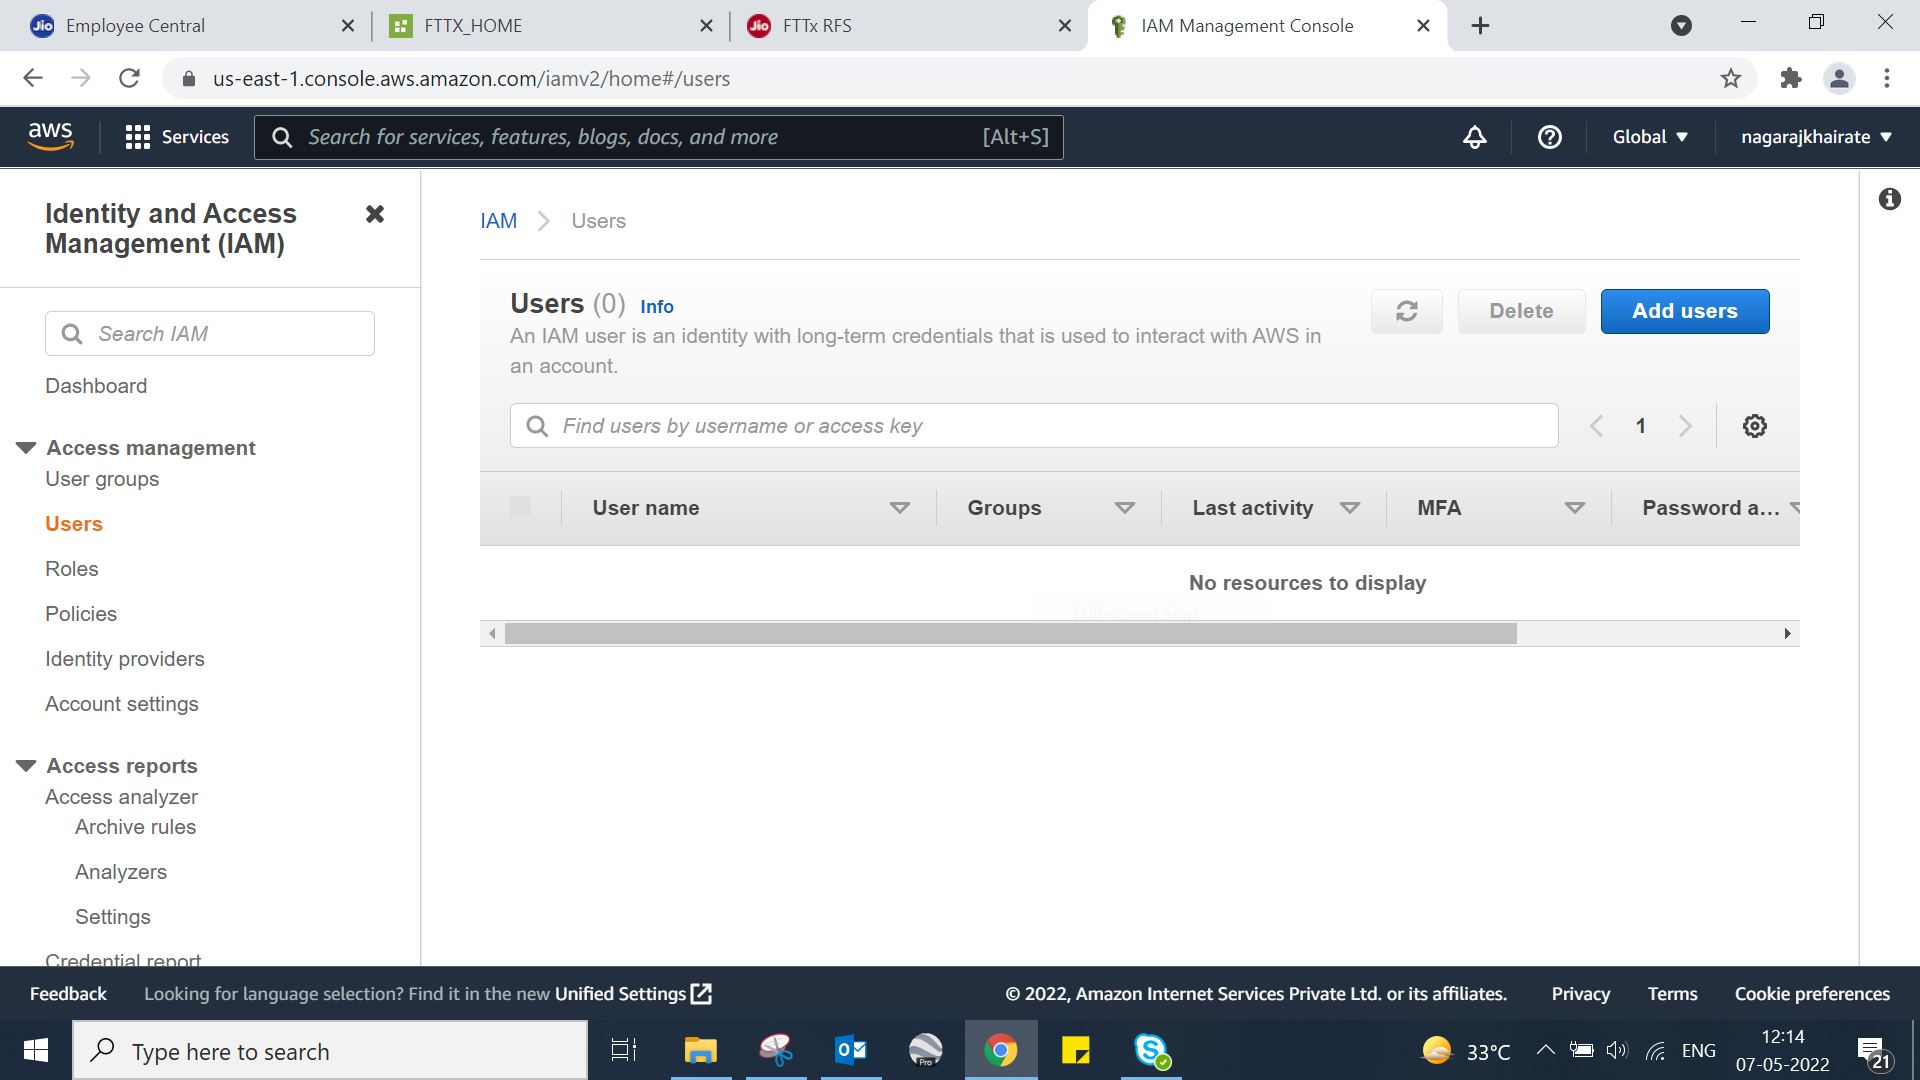 Employee Central
FTTX_HOME
FTTx RFS
IAM Management Console
us-east-1.console.aws.amazon.com/iamv2/home#/users
aws
Services
Search for services, features, blogs, docs, and more
[Alt+S]
Global
nagarajkhairate
Identity and Access
Management (IAM)
Search IAM
Dashboard
Access management
User groups
Users
Roles
Policies
Identity providers
Account settings
Access reports
Access analyzer
Archive rules
Analyzers
Settings
Credential report
IAM
Users
Users (0) Info
An IAM user is an identity with long-term credentials that is used to interact with AWS in
an account.
Delete
Add users
Find users by username or access key
1
User name
Groups
Last activity
MFA
Password a...
No resources to display
Full-screen Snip
Feedback
Looking for language selection? Find it in the new Unified Settings
© 2022, Amazon Internet Services Private Ltd. or its affiliates.
Privacy
Terms
Cookie preferences
Type here to search
Pro
33°C
ENG
12:14
07-05-2022
21